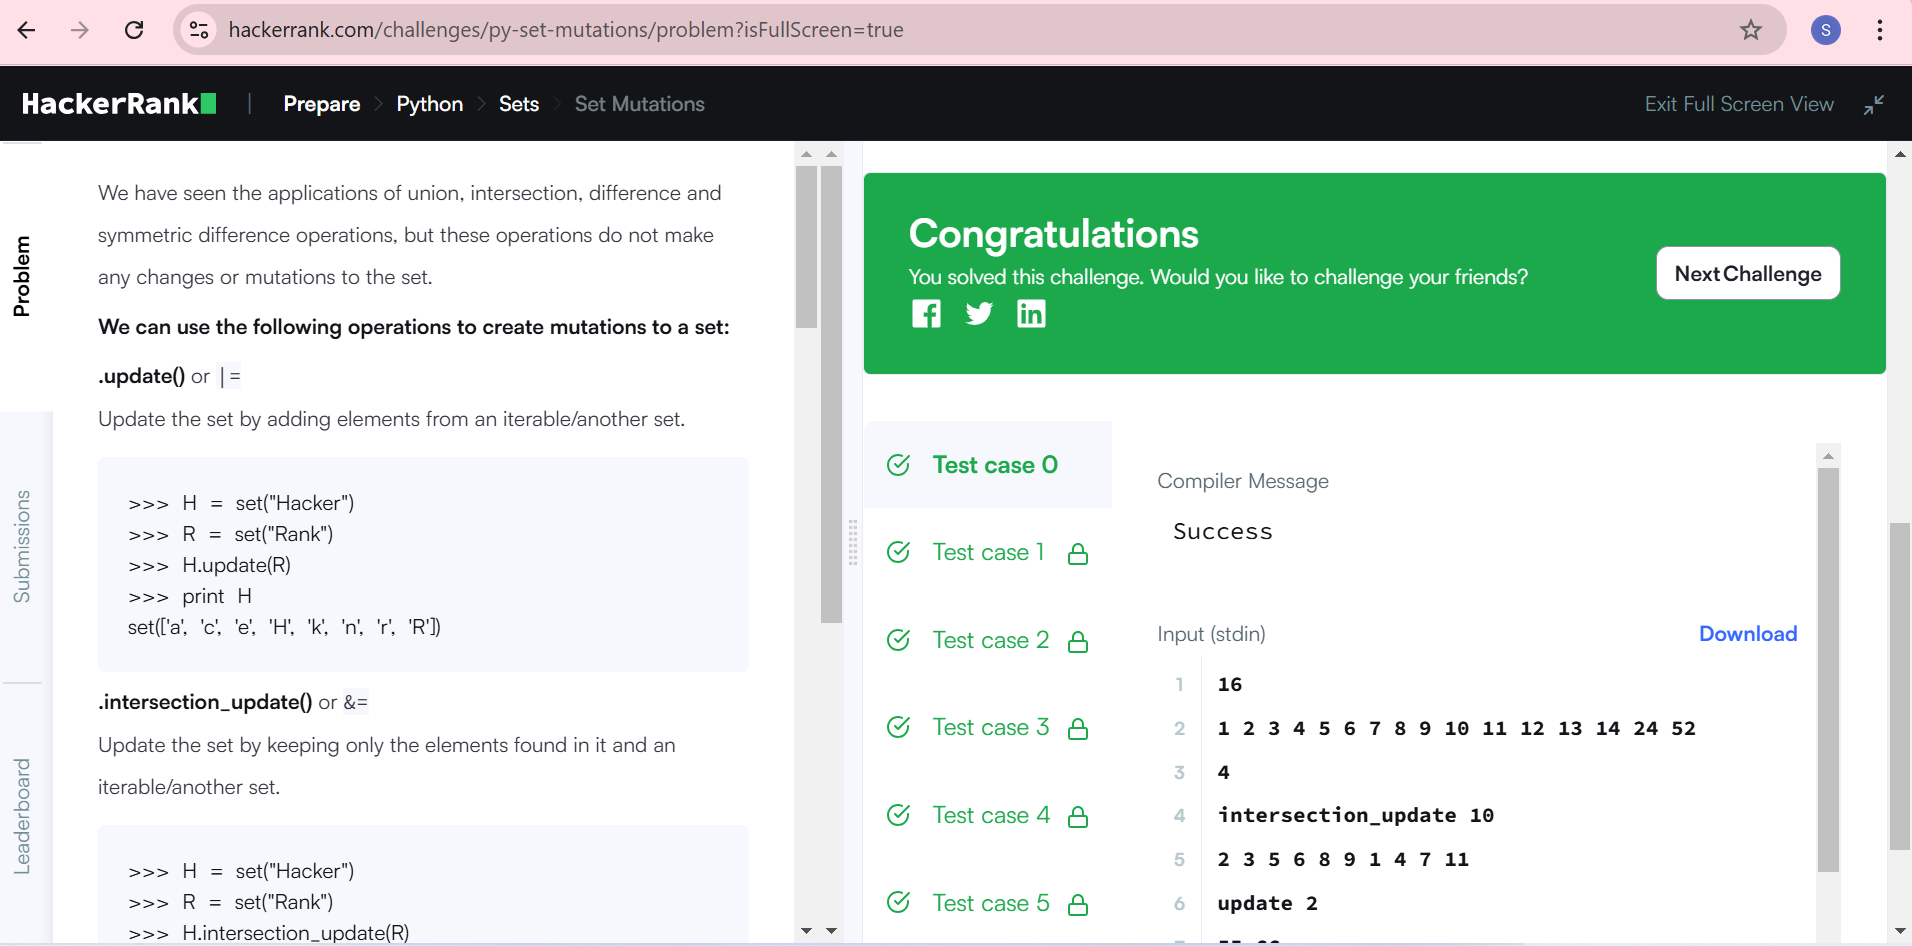 hackerrank.com/challenges/py-set-mutations/problem?isFullScreen=true
S
HackerRank
Prepare
Python
Sets
Set Mutations
Exit Full Screen View
Problem
Submissions
Leaderboard
We have seen the applications of union, intersection, difference and
symmetric difference operations, but these operations do not make
any changes or mutations to the set.
We can use the following operations to create mutations to a set:
.update() or |=
Update the set by adding elements from an iterable/another set.
>>> H = set("Hacker")
>>> R = set("Rank")
>>> H.update(R)
>>> print H
set(['a', 'c', 'e', 'H', 'k', 'n', 'r', 'R'])
.intersection_update() or &=
Update the set by keeping only the elements found in it and an
iterable/another set.
>>> H = set("Hacker")
>>> R = set("Rank")
>>> H.intersection_update(R)
Congratulations
You solved this challenge. Would you like to challenge your friends?
Next Challenge
Test case 0
Test case 1
Test case 2
Test case 3
Test case 4
Test case 5
Compiler Message
Success
Input (stdin)
Download
1 16
2 1 2 3 4 5 6 7 8 9 10 11 12 13 14 24 52
3 4
4 intersection_update 10
5 2 3 5 6 8 9 1 4 7 11
6 update 2